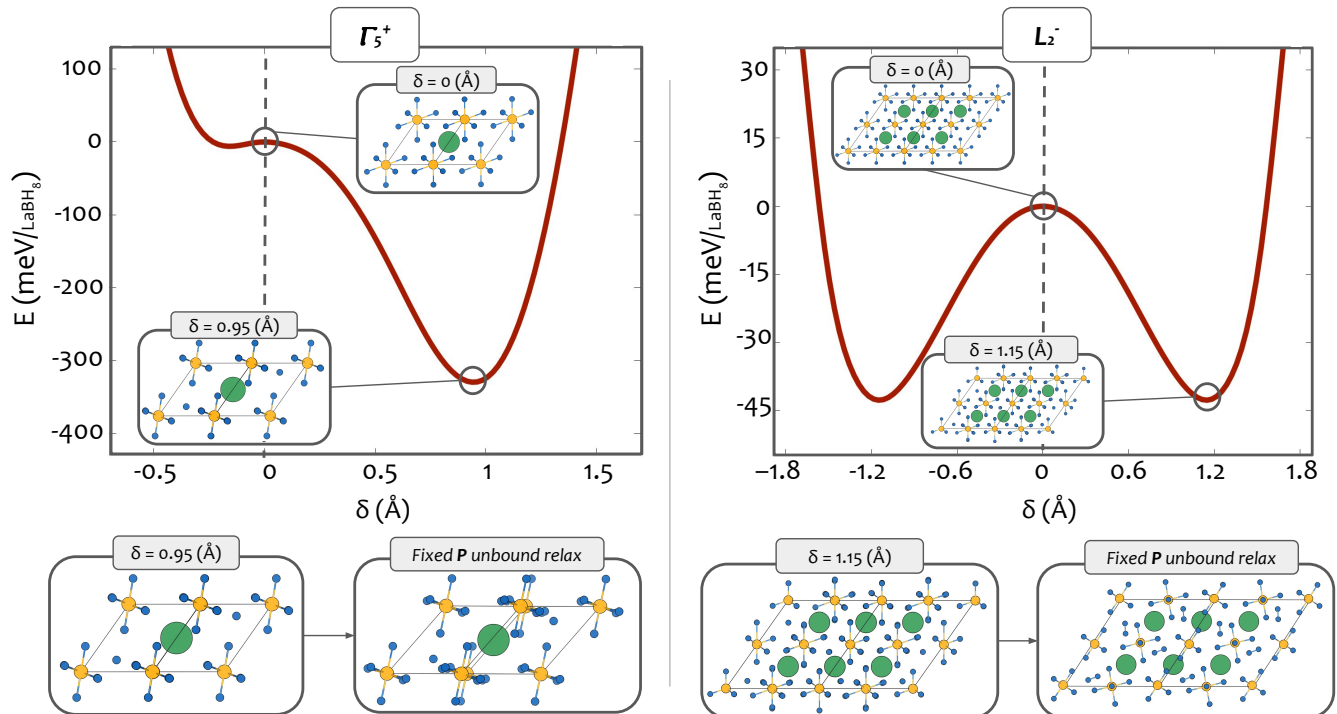 Γ₅⁺
E (meV/LaBH₈)
100
0
-100
-200
-300
-400
δ = 0 (Å)
δ = 0.95 (Å)
-0.5
0
0.5
1
1.5
δ (Å)
δ = 0.95 (Å)
Fixed P unbound relax
L₂⁻
E (meV/LaBH₈)
35
15
0
-15
-30
-45
δ = 0 (Å)
δ = 1.15 (Å)
−1.8
-1.2
-0.6
0
0.6
1.2
1.8
δ (Å)
δ = 1.15 (Å)
Fixed P unbound relax